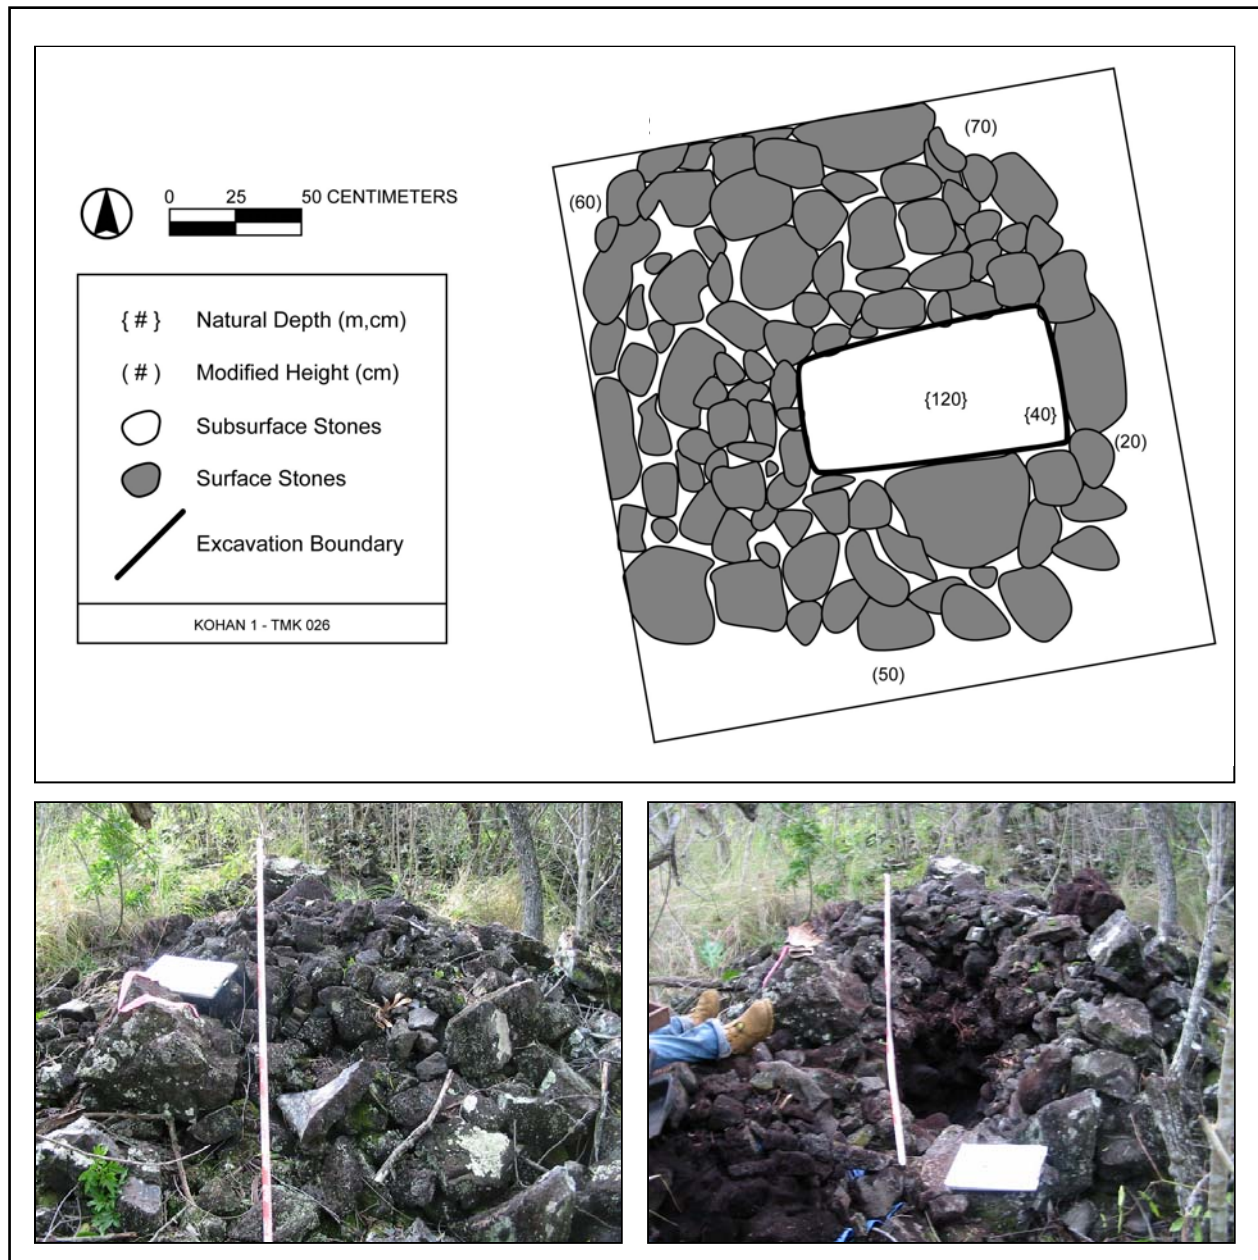 0 25 50 CENTIMETERS
{ # } Natural Depth (m,cm)
( # ) Modified Height (cm)
Subsurface Stones
Surface Stones
Excavation Boundary
KOHAN 1 - TMK 026
(70)
(60)
{120}
{40}
(20)
(50)